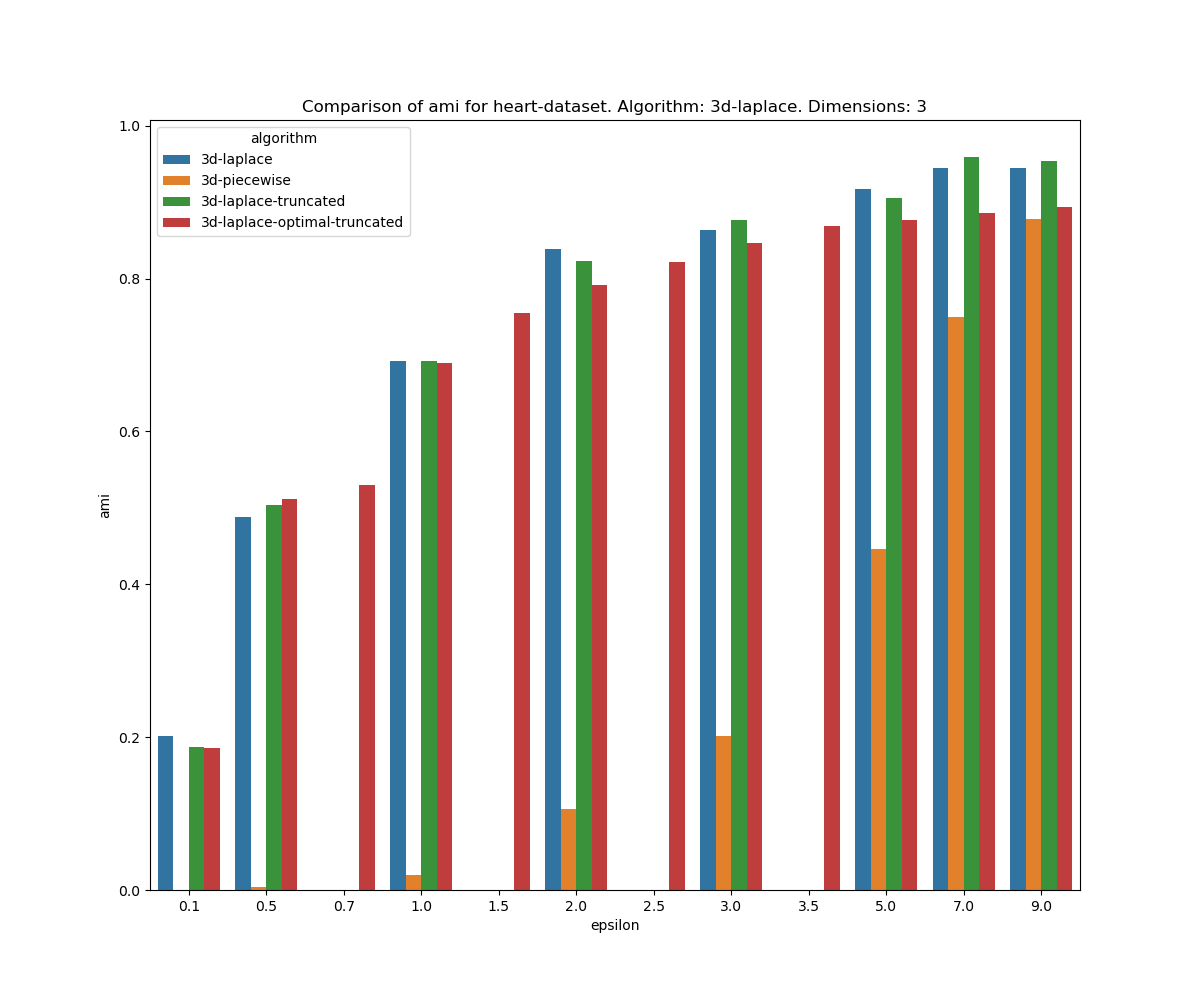 Comparison of ami for heart-dataset. Algorithm: 3d-laplace. Dimensions: 3
algorithm
3d-laplace
3d-piecewise
3d-laplace-truncated
3d-laplace-optimal-truncated
1.0
0.8
0.6
0.4
0.2
0.0
ami
0.1 0.5 0.7 1.0 1.5 2.0 2.5 3.0 3.5 5.0 7.0 9.0
epsilon